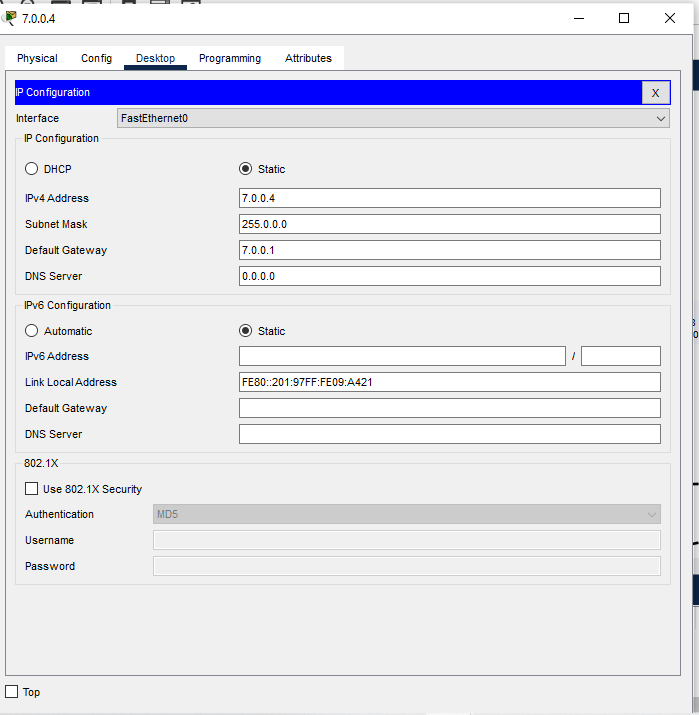 7.0.0.4
Physical Config Desktop Programming Attributes
IP Configuration X
Interface FastEthernet0
IP Configuration
DHCP Static
IPv4 Address 7.0.0.4
Subnet Mask 255.0.0.0
Default Gateway 7.0.0.1
DNS Server 0.0.0.0
IPv6 Configuration
Automatic Static
IPv6 Address /
Link Local Address FE80::201:97FF:FE09:A421
Default Gateway
DNS Server
802.1X
Use 802.1X Security
Authentication MD5
Username
Password
Top